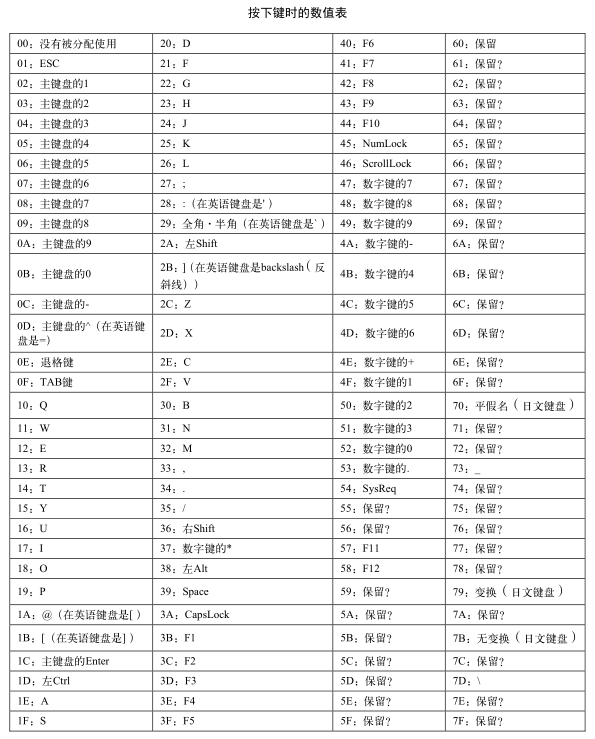 按下键时的数值表
00：没有被分配使用 20：D 40：F6 60：保留
01：ESC 21：F 41：F7 61：保留？
02：主键盘的1 22：G 42：F8 62：保留？
03：主键盘的2 23：H 43：F9 63：保留？
04：主键盘的3 24：J 44：F10 64：保留？
05：主键盘的4 25：K 45：NumLock 65：保留？
06：主键盘的5 26：L 46：ScrollLock 66：保留？
07：主键盘的6 27：; 47：数字键的7 67：保留？
08：主键盘的7 28：:（在英语键盘是'） 48：数字键的8 68：保留？
09：主键盘的8 29：全角·半角（在英语键盘是`） 49：数字键的9 69：保留？
0A：主键盘的9 2A：左Shift 4A：数字键的- 6A：保留？
0B：主键盘的0 2B：]（在英语键盘是backslash（反 4B：数字键的4 6B：保留？
斜线））
0C：主键盘的- 2C：Z 4C：数字键的5 6C：保留？
0D：主键盘的^（在英语键 2D：X 4D：数字键的6 6D：保留？
盘是=）
0E：退格键 2E：C 4E：数字键的+ 6E：保留？
0F：TAB键 2F：V 4F：数字键的1 6F：保留？
10：Q 30：B 50：数字键的2 70：平假名（日文键盘）
11：W 31：N 51：数字键的3 71：保留？
12：E 32：M 52：数字键的0 72：保留？
13：R 33：, 53：数字键的. 73：_
14：T 34：. 54：SysReq 74：保留？
15：Y 35：/ 55：保留？ 75：保留？
16：U 36：右Shift 56：保留？ 76：保留？
17：I 37：数字键的* 57：F11 77：保留？
18：O 38：左Alt 58：F12 78：保留？
19：P 39：Space 59：保留？ 79：变换（日文键盘）
1A：@（在英语键盘是[） 3A：CapsLock 5A：保留？ 7A：保留？
1B：[（在英语键盘是]） 3B：F1 5B：保留？ 7B：无变换（日文键盘）
1C：主键盘的Enter 3C：F2 5C：保留？ 7C：保留？
1D：左Ctrl 3D：F3 5D：保留？ 7D：\
1E：A 3E：F4 5E：保留？ 7E：保留？
1F：S 3F：F5 5F：保留？ 7F：保留？